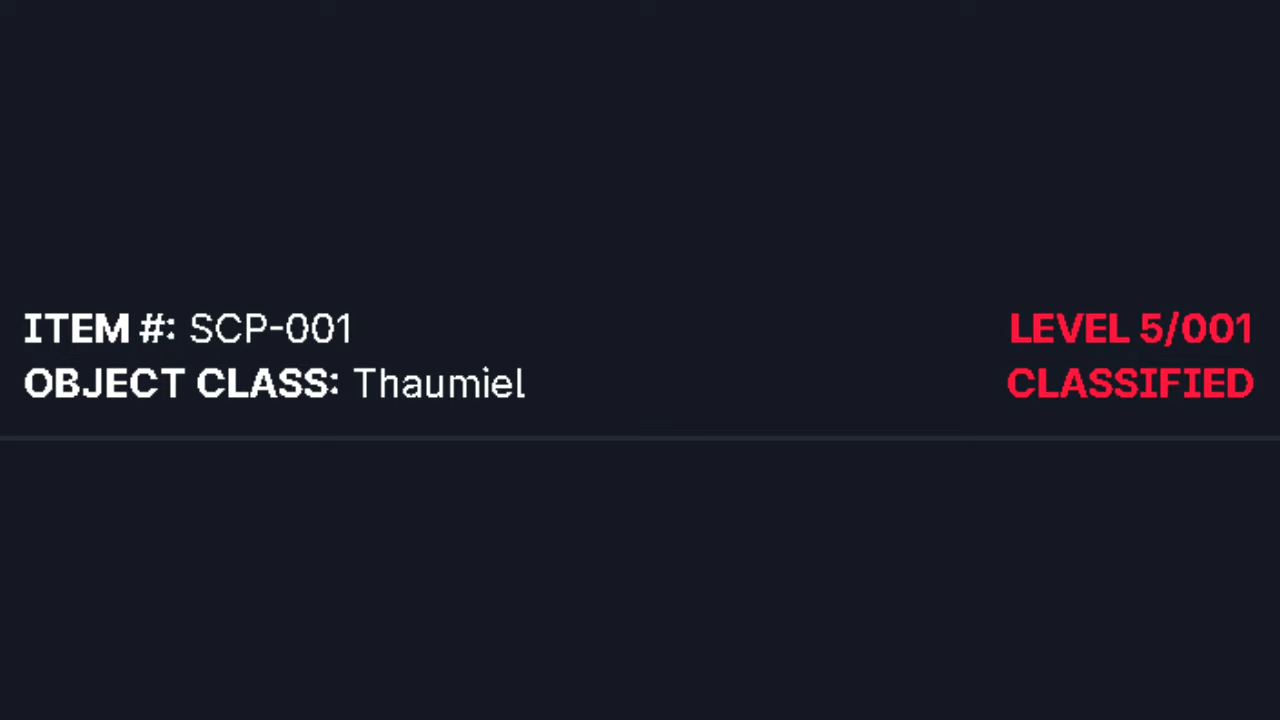 ITEM #: SCP-001
LEVEL 5/001
OBJECT CLASS: Thaumiel
CLASSIFIED